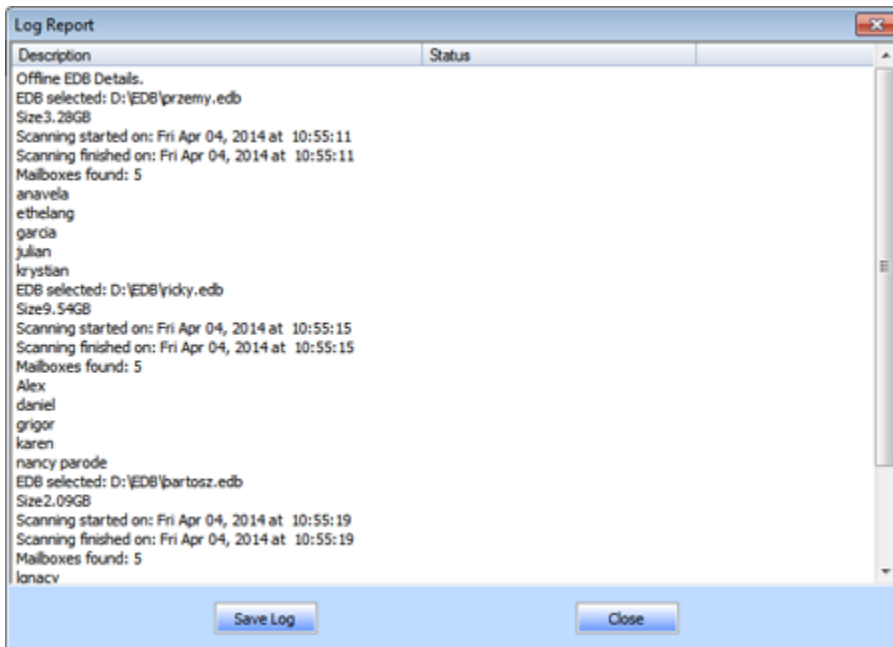 Log Report
Description Status
Offline EDB Details.
EDB selected: D:\EDB\przemy.edb
Size3.28GB
Scanning started on: Fri Apr 04, 2014 at  10:55:11
Scanning finished on: Fri Apr 04, 2014 at  10:55:11
Mailboxes found: 5
anavela
ethelang
garcia
julian
krystian
EDB selected: D:\EDB\ricky.edb
Size9.54GB
Scanning started on: Fri Apr 04, 2014 at  10:55:15
Scanning finished on: Fri Apr 04, 2014 at  10:55:15
Mailboxes found: 5
Alex
daniel
grigor
karen
nancy parode
EDB selected: D:\EDB\bartosz.edb
Size2.09GB
Scanning started on: Fri Apr 04, 2014 at  10:55:19
Scanning finished on: Fri Apr 04, 2014 at  10:55:19
Mailboxes found: 5
Ignacy
Save Log Close